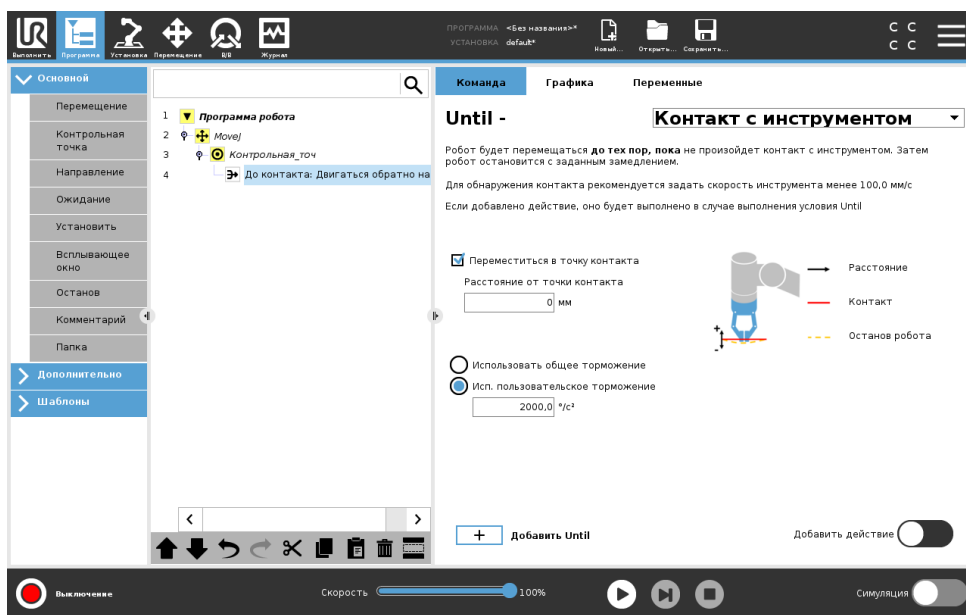 UR
Выполнить
Программа
Установка
Перемещение
В/В
Журнал
ПРОГРАММА <Без названия>*
УСТАНОВКА default*
Новый...
Открыть...
Сохранить...
C C
C C
Основной
Перемещение
Контрольная
точка
Направление
Ожидание
Установить
Всплывающее
окно
Останов
Комментарий
Папка
Дополнительно
Шаблоны
1 Программа робота
2 MoveJ
3 Контрольная_точ
4 До контакта: Двигаться обратно на
Команда
Графика
Переменные
Until -
Контакт с инструментом
Робот будет перемещаться до тех пор, пока не произойдет контакт с инструментом. Затем
робот остановится с заданным замедлением.
Для обнаружения контакта рекомендуется задать скорость инструмента менее 100,0 мм/с
Если добавлено действие, оно будет выполнено в случае выполнения условия Until
Переместиться в точку контакта
Расстояние от точки контакта
0 мм
Расстояние
Контакт
Останов робота
+
-
Использовать общее торможение
Исп. пользовательское торможение
2000,0 °/с²
+ Добавить Until
Добавить действие
Выключение
Скорость
100%
Симуляция